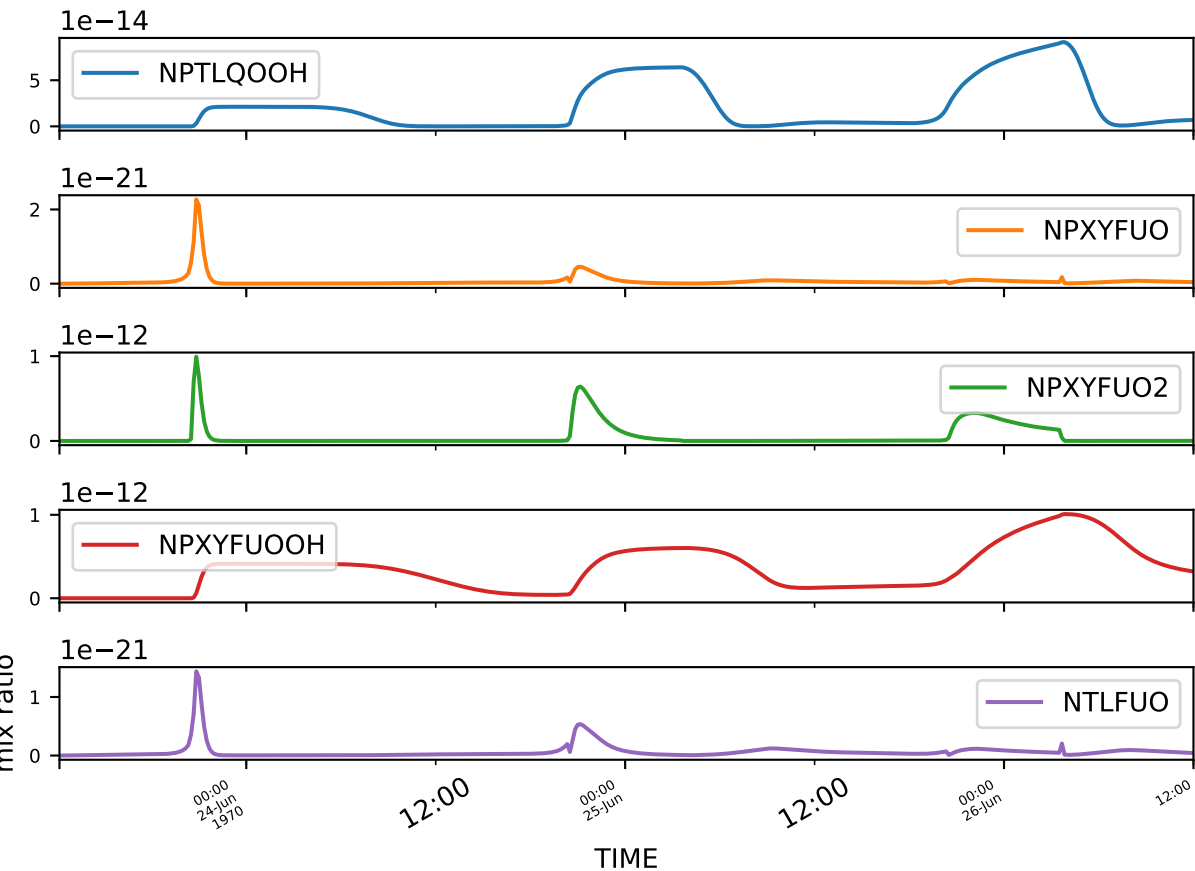 1e−14
NPTLQOOH
5
0
1e−21
NPXYFUO
2
0
1e−12
NPXYFUO2
1
0
1e−12
NPXYFUOOH
1
0
1e−21
NTLFUO
1
0
mix ratio
00:00
24-Jun
1970
12:00
00:00
25-Jun
12:00
00:00
26-Jun
12:00
TIME